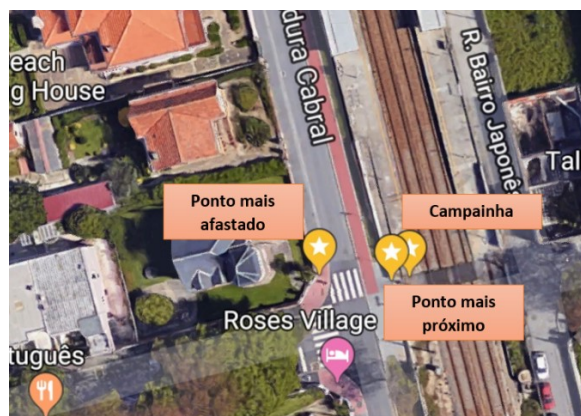 each
g House
dura Cabral
R. Bairro Japonês
Tal
Ponto mais
afastado
Campainha
Ponto mais
próximo
Roses Village
tuguês